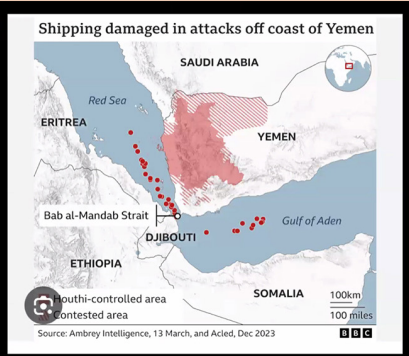 Shipping damaged in attacks off coast of Yemen
SAUDI ARABIA
Red Sea
ERITREA
YEMEN
Bab al-Mandab Strait
Gulf of Aden
DJIBOUTI
ETHIOPIA
SOMALIA
Houthi-controlled area
Contested area
100km
100 miles
Source: Ambrey Intelligence, 13 March, and Acled, Dec 2023
BBC